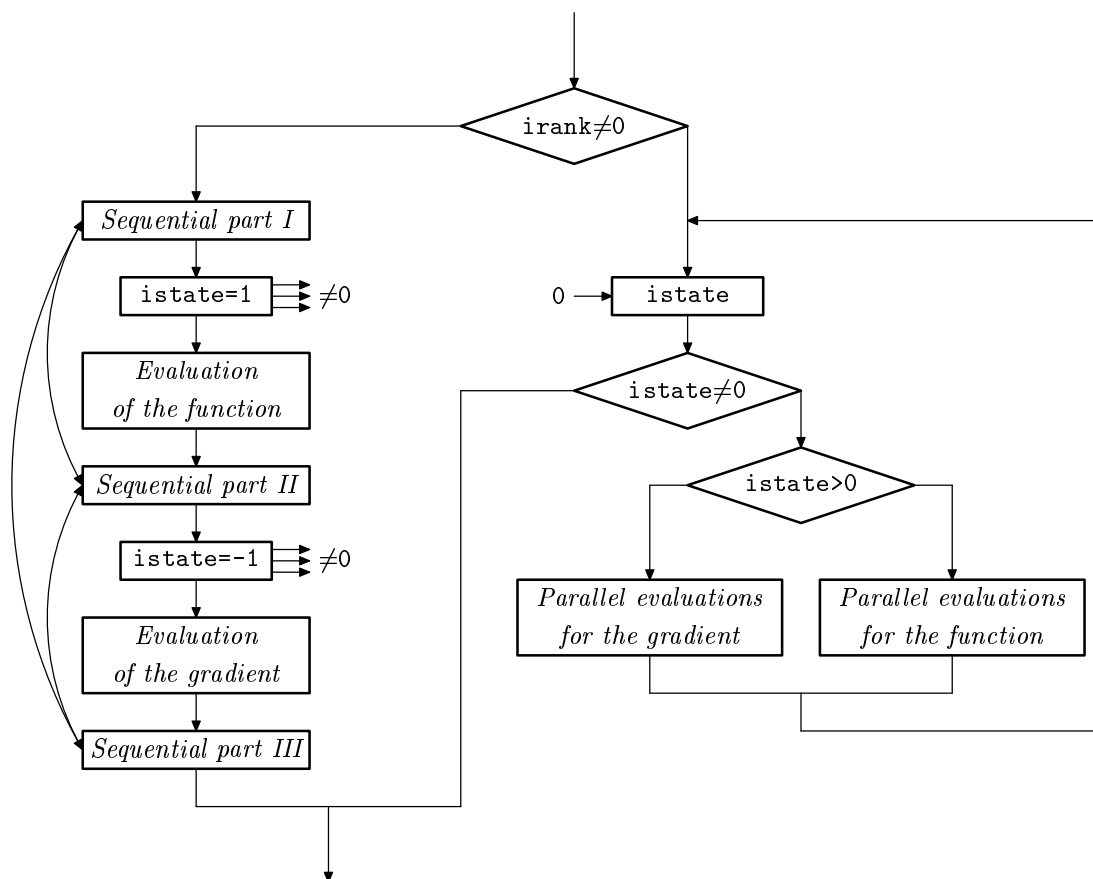 irank≠0
Sequential part I
istate=1
≠0
0
istate
Evaluation
of the function
istate≠0
Sequential part II
istate>0
istate=-1
≠0
Parallel evaluations
for the gradient
Parallel evaluations
for the function
Evaluation
of the gradient
Sequential part III